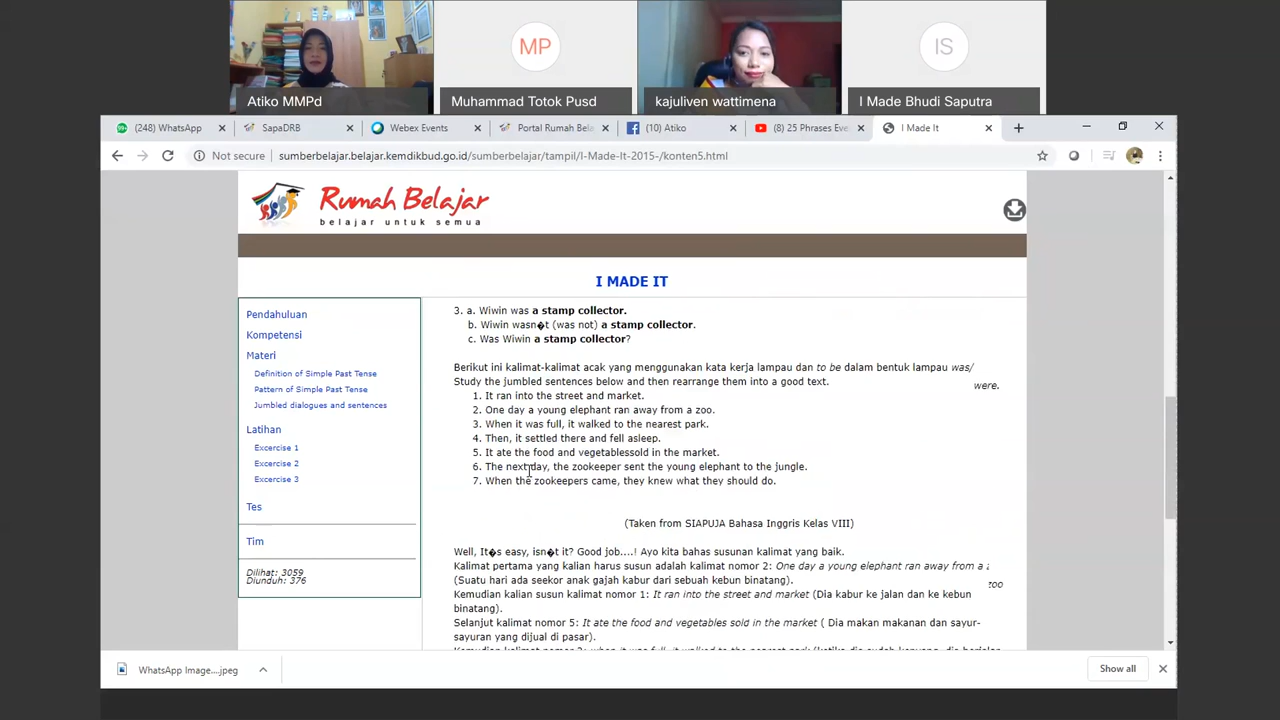 MP
IS
Atiko MMPd
Muhammad Totok Pusd
kajuliven wattimena
I Made Bhudi Saputra
(248) WhatsApp
SapaDRB
Webex Events
Portal Rumah Bela
(10) Atiko
(8) 25 Phrases Eve
I Made It
Not secure
sumberbelajar.belajar.kemdikbud.go.id/sumberbelajar/tampil/I-Made-It-2015-/konten5.html
Rumah Belajar
belajar untuk semua
I MADE IT
Pendahuluan
Kompetensi
Materi
Definition of Simple Past Tense
Pattern of Simple Past Tense
Jumbled dialogues and sentences
Latihan
Excercise 1
Excercise 2
Excercise 3
Tes
Tim
Dilihat: 3059
Diunduh: 376
3. a. Wiwin was a stamp collector.
b. Wiwin wasn�t (was not) a stamp collector.
c. Was Wiwin a stamp collector?
Berikut ini kalimat-kalimat acak yang menggunakan kata kerja lampau dan to be dalam bentuk lampau was/
were.
Study the jumbled sentences below and then rearrange them into a good text.
1. It ran into the street and market.
2. One day a young elephant ran away from a zoo.
3. When it was full, it walked to the nearest park.
4. Then, it settled there and fell asleep.
5. It ate the food and vegetablessold in the market.
6. The next day, the zookeeper sent the young elephant to the jungle.
7. When the zookeepers came, they knew what they should do.
(Taken from SIAPUJA Bahasa Inggris Kelas VIII)
Well, It�s easy, isn�t it? Good job....! Ayo kita bahas susunan kalimat yang baik.
Kalimat pertama yang kalian harus susun adalah kalimat nomor 2: One day a young elephant ran away from a
zoo
(Suatu hari ada seekor anak gajah kabur dari sebuah kebun binatang).
Kemudian kalian susun kalimat nomor 1: It ran into the street and market (Dia kabur ke jalan dan ke kebun
binatang).
Selanjut kalimat nomor 5: It ate the food and vegetables sold in the market ( Dia makan makanan dan sayur-
sayuran yang dijual di pasar).
WhatsApp Image....jpeg
Show all